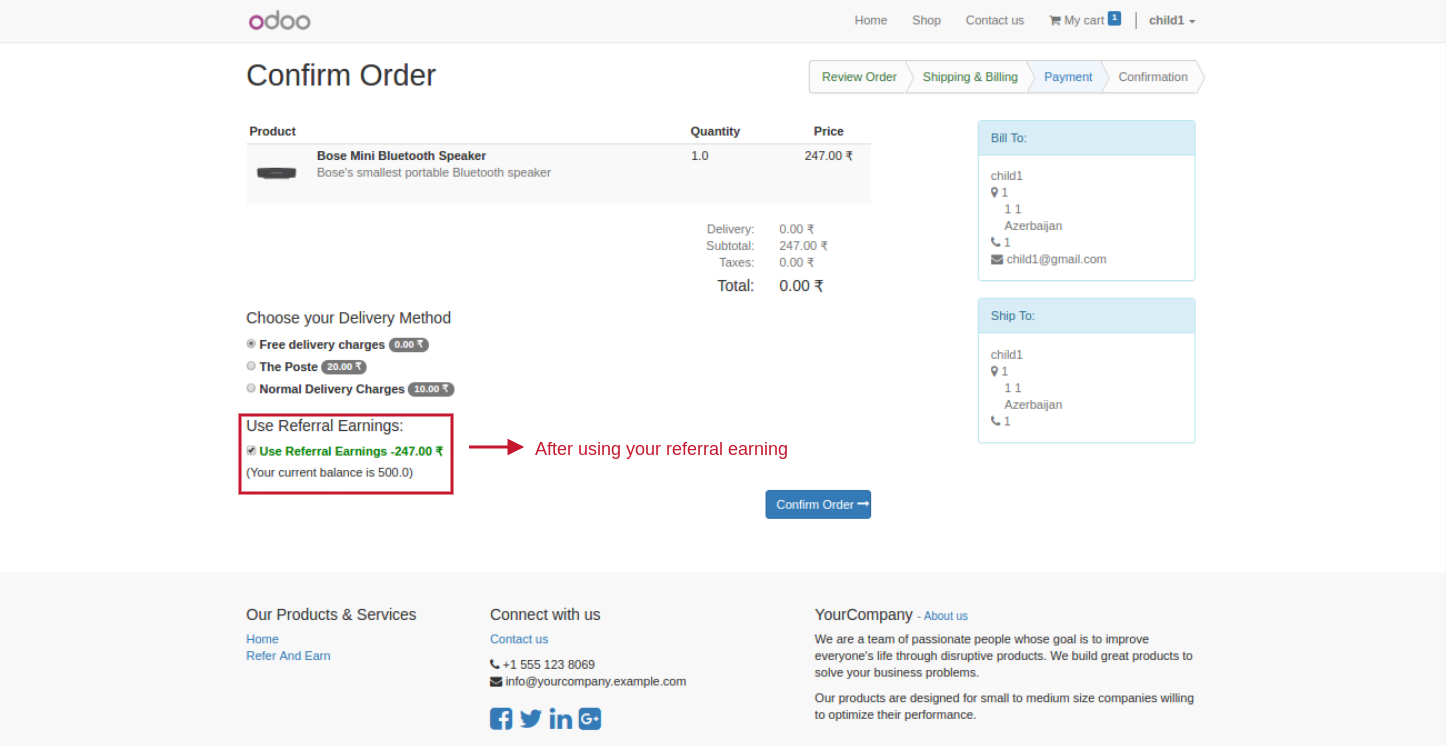 odoo
Home Shop Contact us My cart 1 child1
Confirm Order
Review Order Shipping & Billing Payment Confirmation
Product Quantity Price
Bose Mini Bluetooth Speaker 1.0 247.00 ₹
Bose's smallest portable Bluetooth speaker
Delivery: 0.00 ₹
Subtotal: 247.00 ₹
Taxes: 0.00 ₹
Total: 0.00 ₹
Bill To:
child1
1
1 1
Azerbaijan
1
child1@gmail.com
Ship To:
child1
1
1 1
Azerbaijan
1
Choose your Delivery Method
Free delivery charges 0.00 ₹
The Poste 20.00 ₹
Normal Delivery Charges 10.00 ₹
Use Referral Earnings:
Use Referral Earnings -247.00 ₹
(Your current balance is 500.0)
After using your referral earning
Confirm Order
Our Products & Services
Home
Refer And Earn
Connect with us
Contact us
+1 555 123 8069
info@yourcompany.example.com
YourCompany - About us
We are a team of passionate people whose goal is to improve
everyone's life through disruptive products. We build great products to
solve your business problems.
Our products are designed for small to medium size companies willing
to optimize their performance.